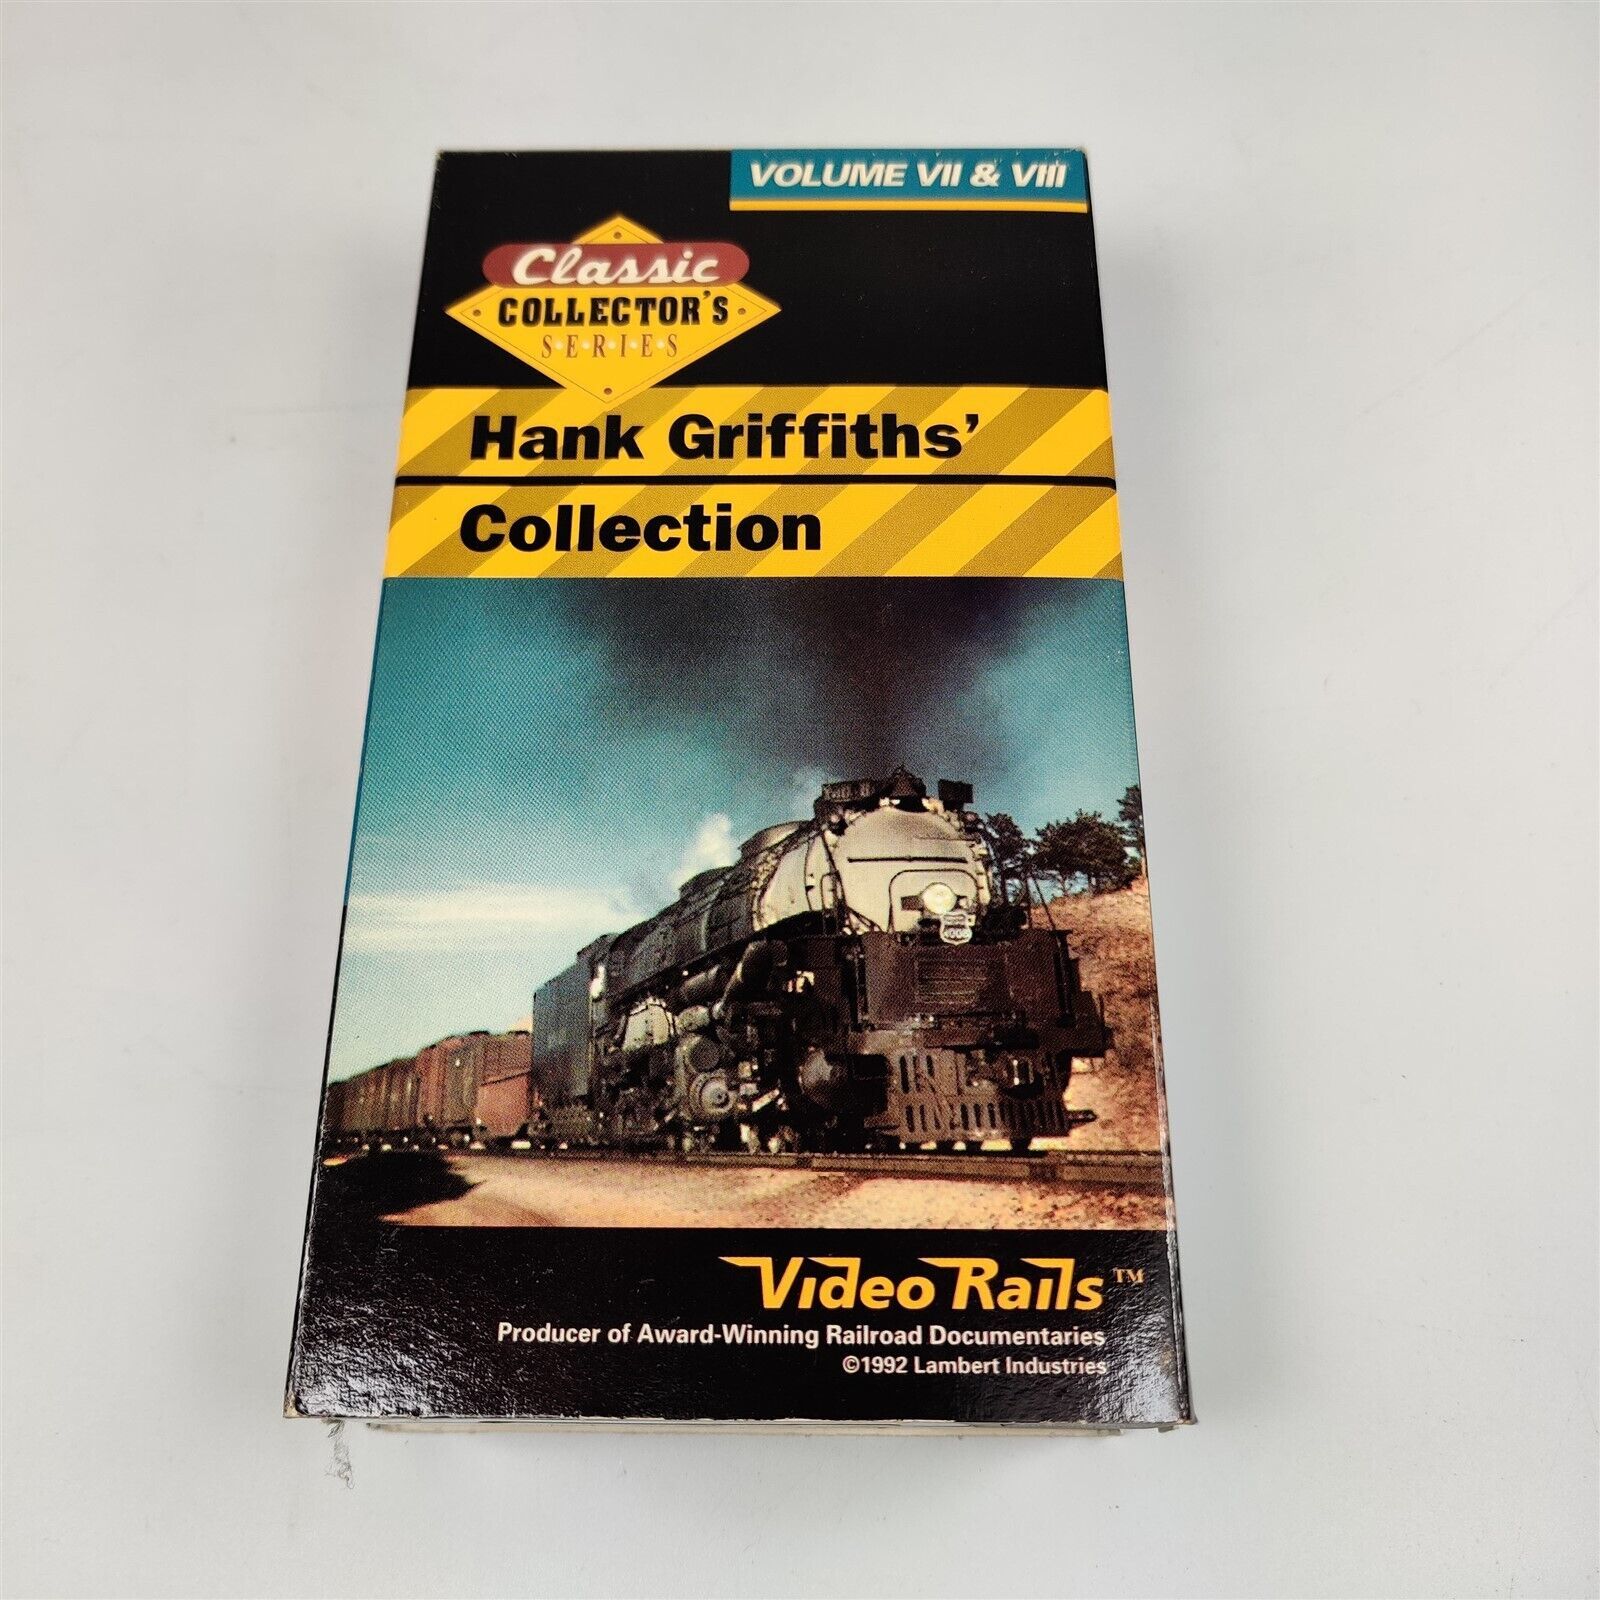 VOLUME VII & VIII
Classic
COLLECTOR'S
S•E•R•I•E•S
Hank Griffiths'
Collection
4006
Video Rails™
Producer of Award-Winning Railroad Documentaries
©1992 Lambert Industries